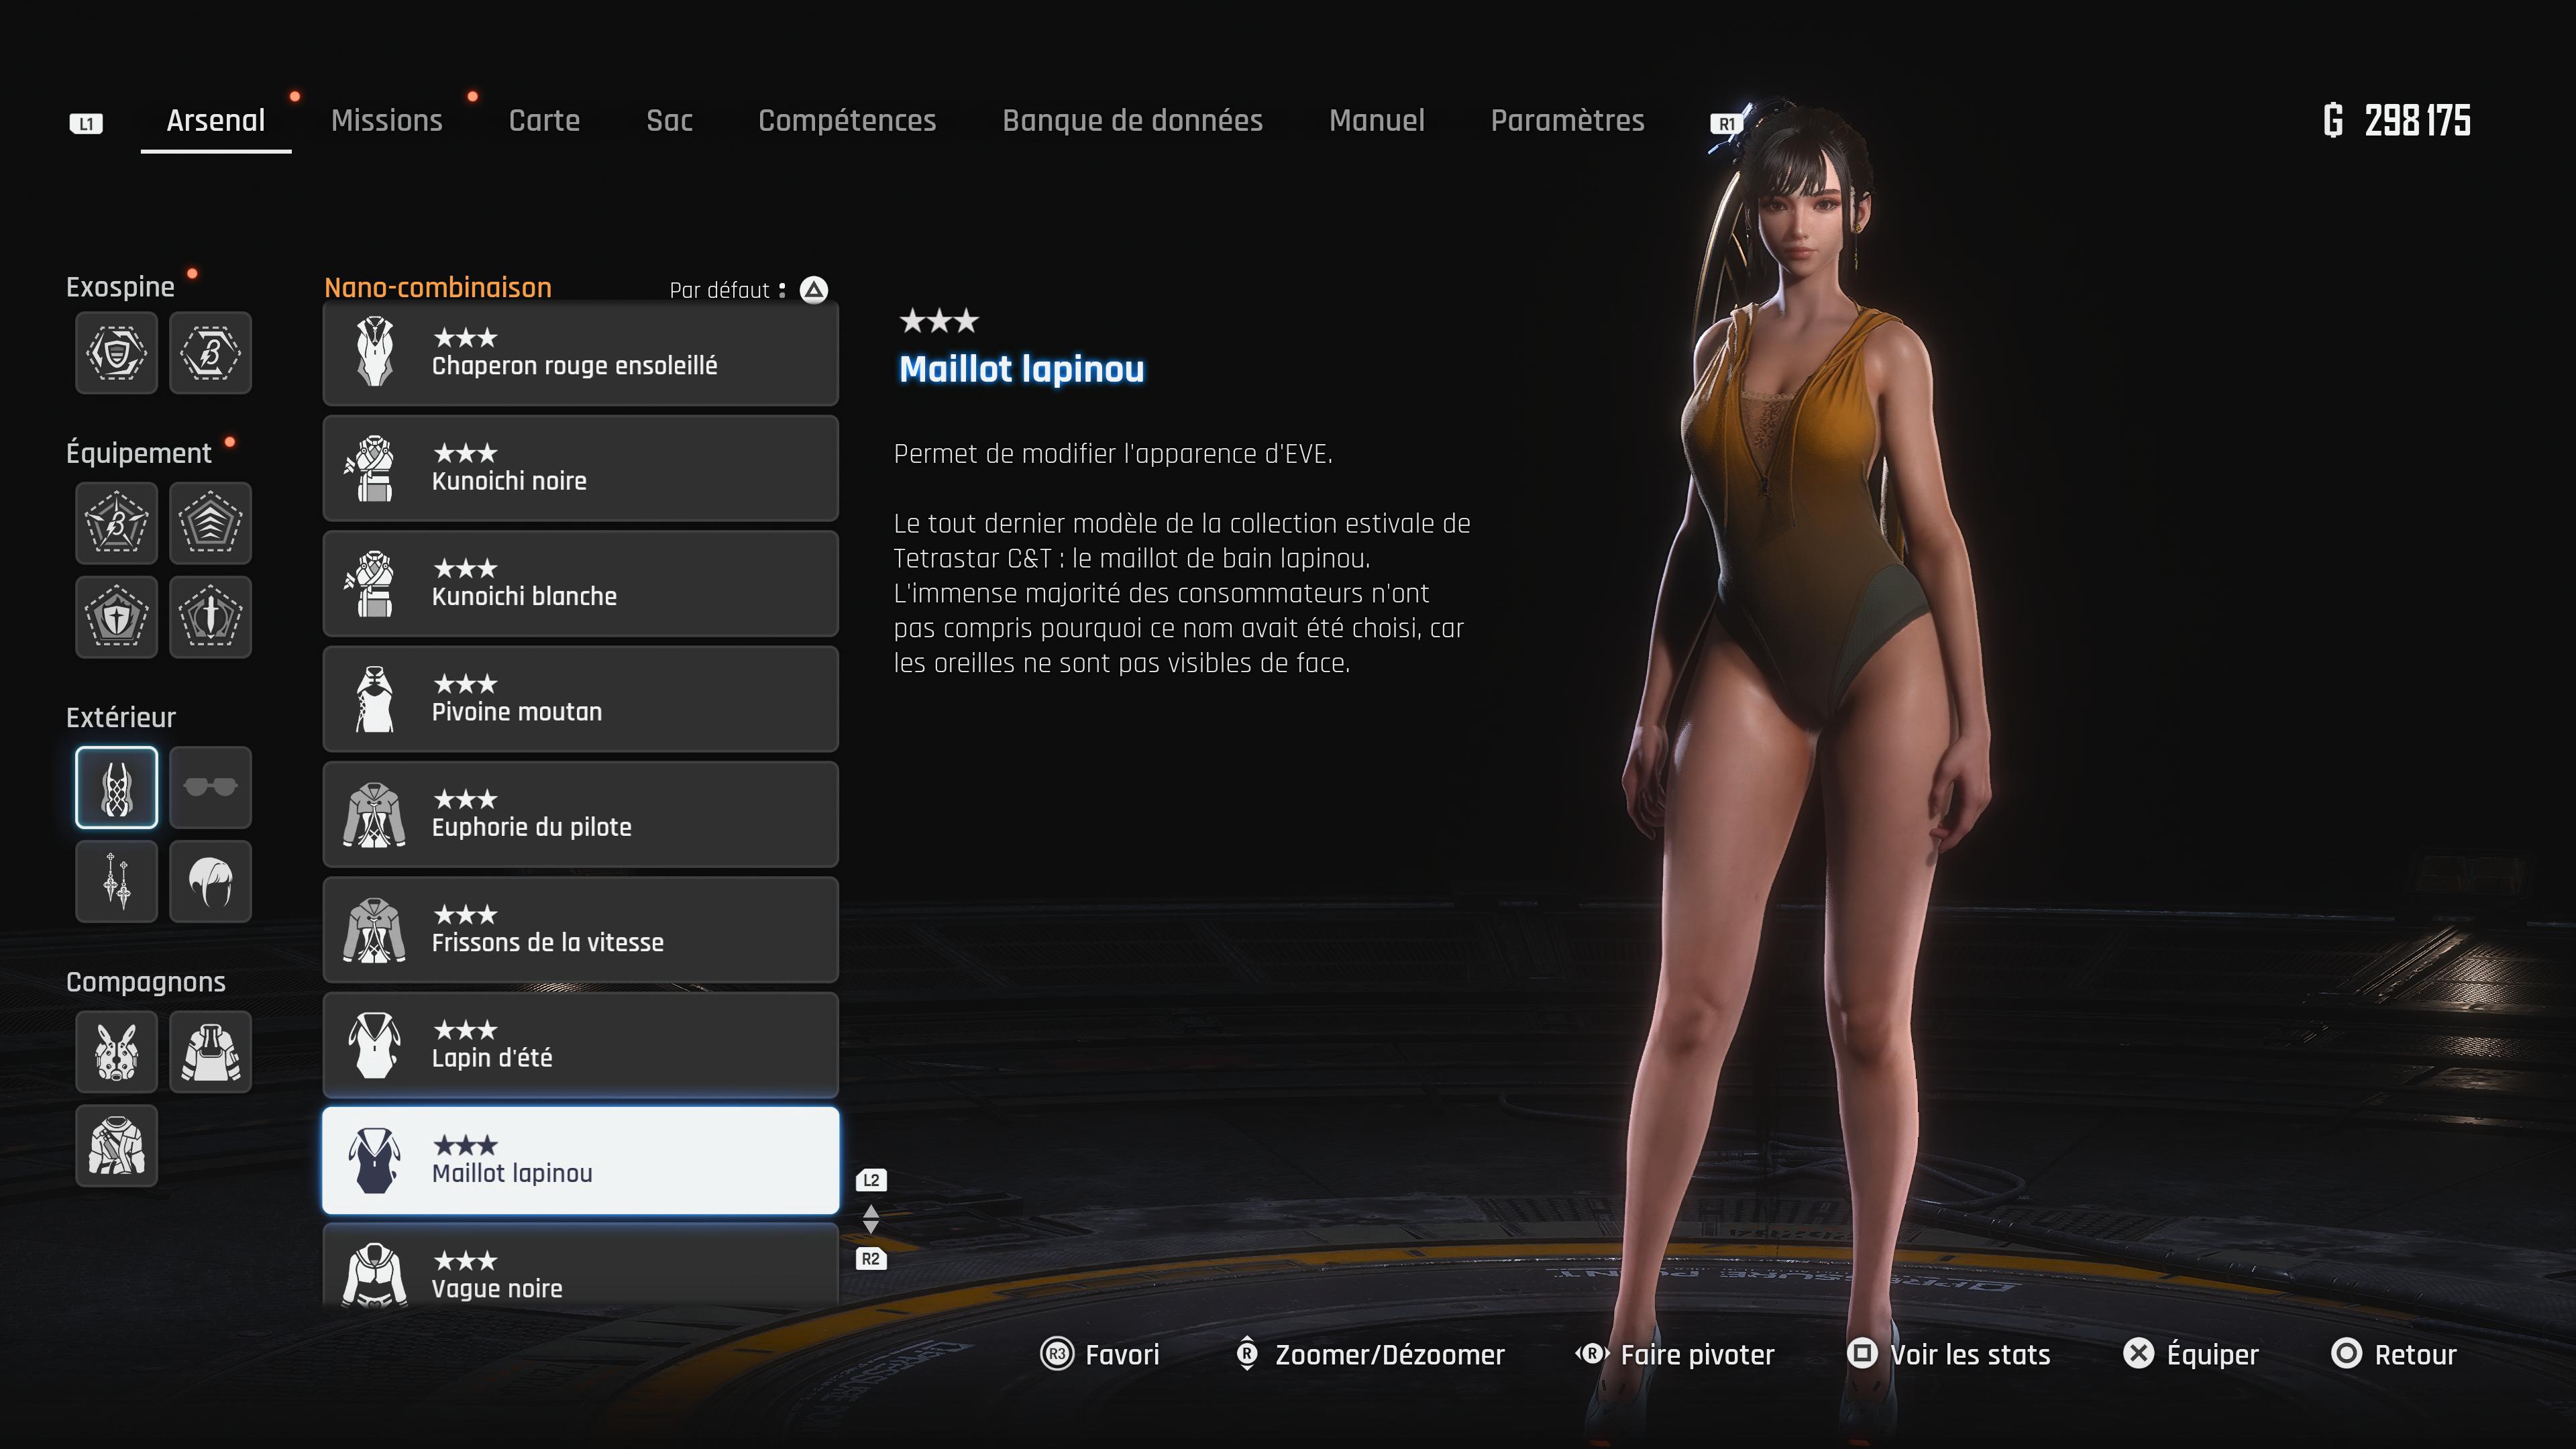 L1 Arsenal Missions Carte Sac Compétences Banque de données Manuel Paramètres R1
298 175
Exospine
Équipement
Extérieur
Compagnons
Nano-combinaison
Par défaut :
Chaperon rouge ensoleillé
Kunoichi noire
Kunoichi blanche
Pivoine moutan
Euphorie du pilote
Frissons de la vitesse
Lapin d'été
Maillot lapinou
Vague noire
L2
R2
Maillot lapinou
Permet de modifier l'apparence d'EVE.
Le tout dernier modèle de la collection estivale de
Tetrastar C&T : le maillot de bain lapinou.
L'immense majorité des consommateurs n'ont
pas compris pourquoi ce nom avait été choisi, car
les oreilles ne sont pas visibles de face.
R3 Favori R Zoomer/Dézoomer R Faire pivoter Voir les stats Équiper Retour